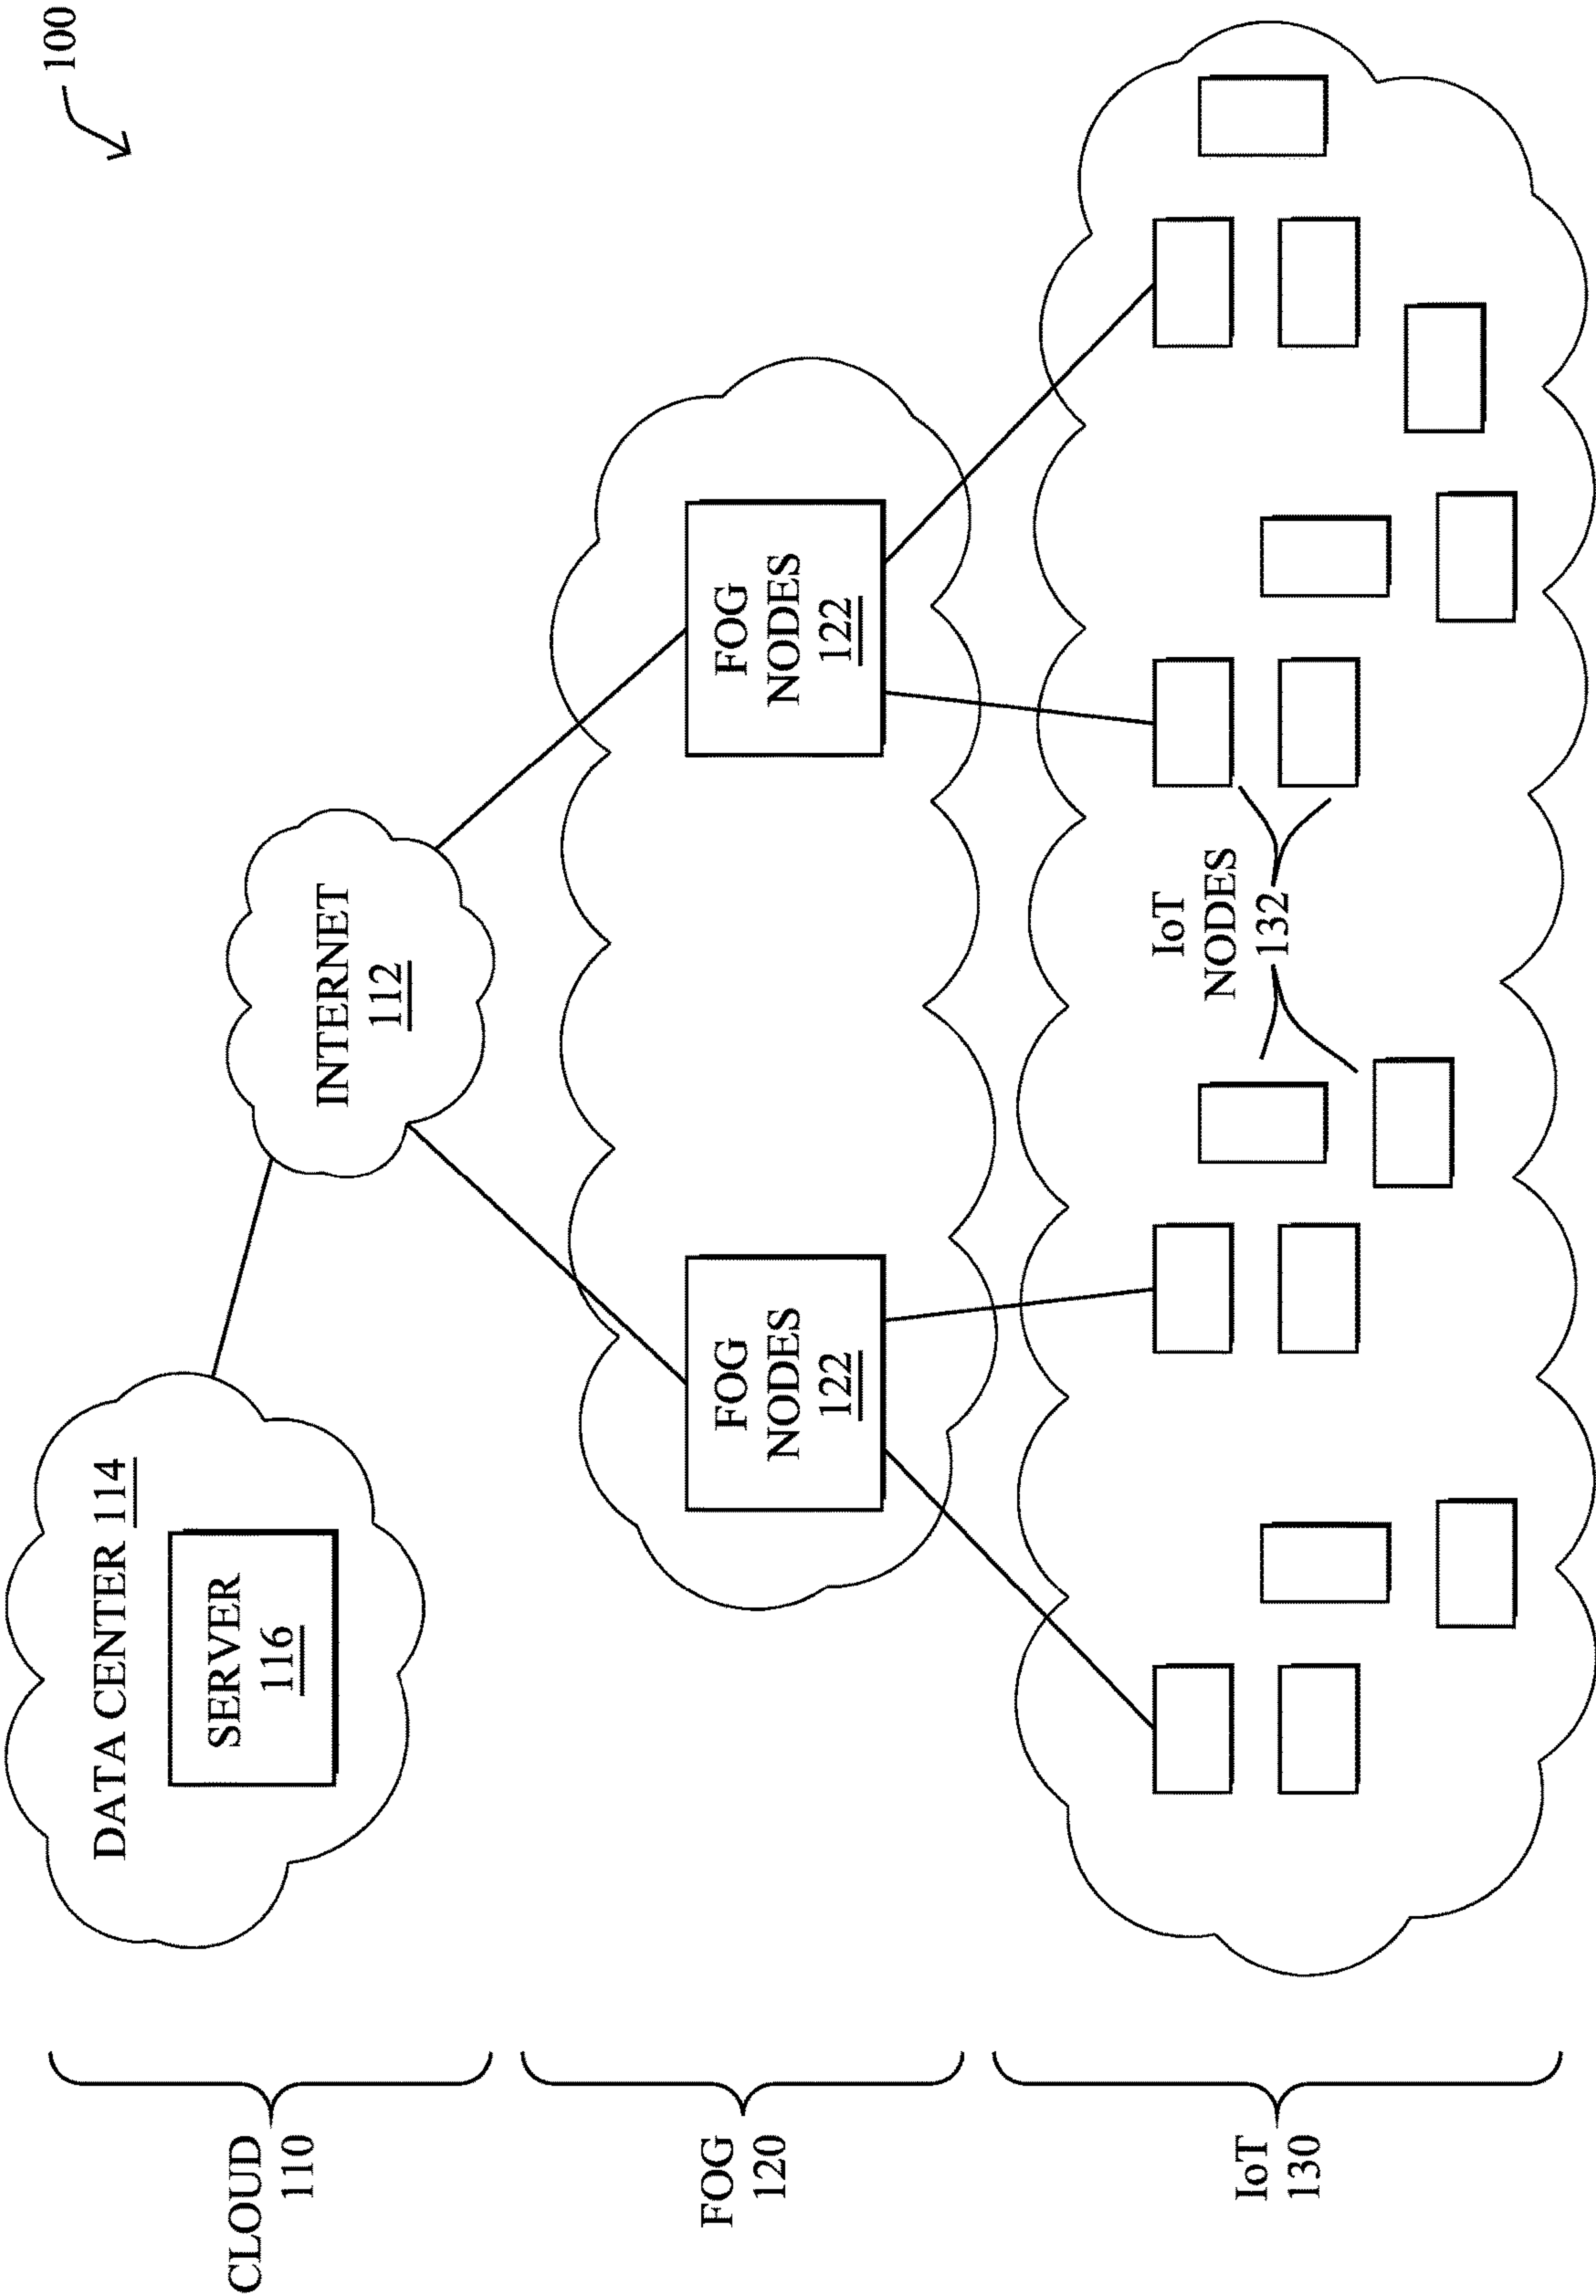 100
CLOUD
110
DATA CENTER 114
SERVER
116
INTERNET
112
FOG
120
FOG
NODES
122
FOG
NODES
122
IoT
130
IoT
NODES
132